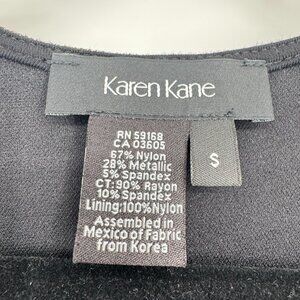 Karen Kane
RN 59168
CA 03605
67% Nylon
28% Metallic
5% Spandex
CT:90% Rayon
10% Spandex
Lining:100%Nylon
Assembled in
Mexico of Fabric
from Korea
S